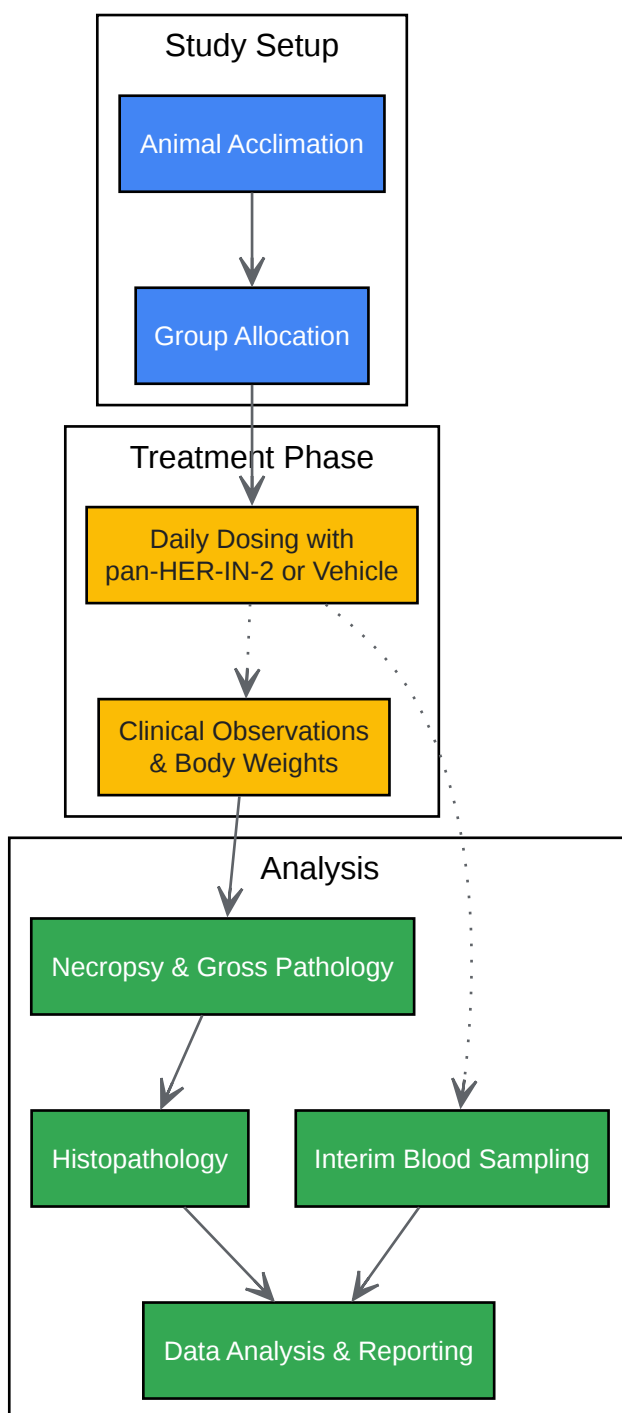 Study Setup
Animal Acclimation
Group Allocation
Treatment Phase
Daily Dosing with
pan-HER-IN-2 or Vehicle
Clinical Observations
& Body Weights
Analysis
Necropsy & Gross Pathology
Histopathology
Interim Blood Sampling
Data Analysis & Reporting